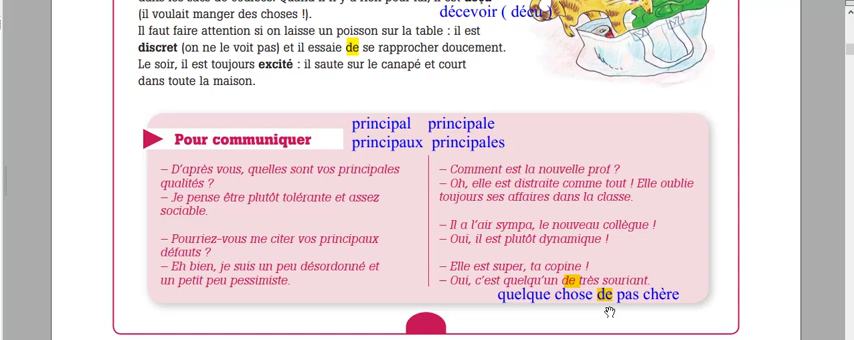 (il voulait manger des choses !).
décevoir ( déçu )
Il faut faire attention si on laisse un poisson sur la table : il est
discret (on ne le voit pas) et il essaie de se rapprocher doucement.
Le soir, il est toujours excité : il saute sur le canapé et court
dans toute la maison.
principal principale
principaux principales
Pour communiquer
– D'après vous, quelles sont vos principales
qualités ?
– Je pense être plutôt tolérante et assez
sociable.
– Pourriez-vous me citer vos principaux
défauts ?
– Eh bien, je suis un peu désordonné et
un petit peu pessimiste.
– Comment est la nouvelle prof ?
– Oh, elle est distraite comme tout ! Elle oublie
toujours ses affaires dans la classe.
– Il a l'air sympa, le nouveau collègue !
– Oui, il est plutôt dynamique !
– Elle est super, ta copine !
– Oui, c'est quelqu'un de très souriant.
quelque chose de pas chère